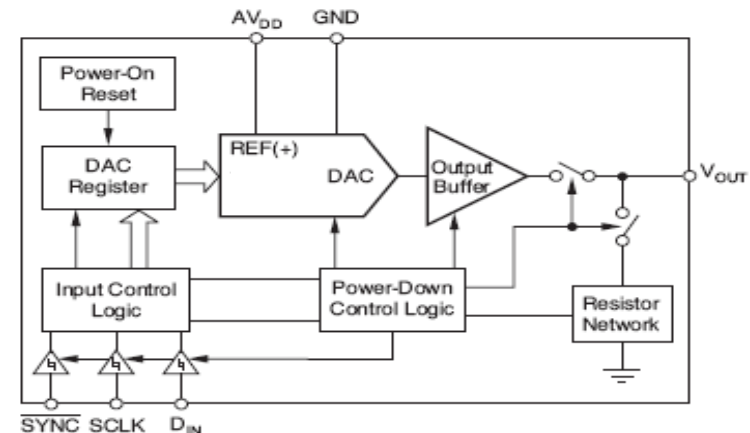 AVDD GND
Power-On
Reset
REF(+)
DAC
Register
DAC
Output
Buffer
VOUT
Input Control
Logic
Power-Down
Control Logic
Resistor
Network
SYNC SCLK DIN